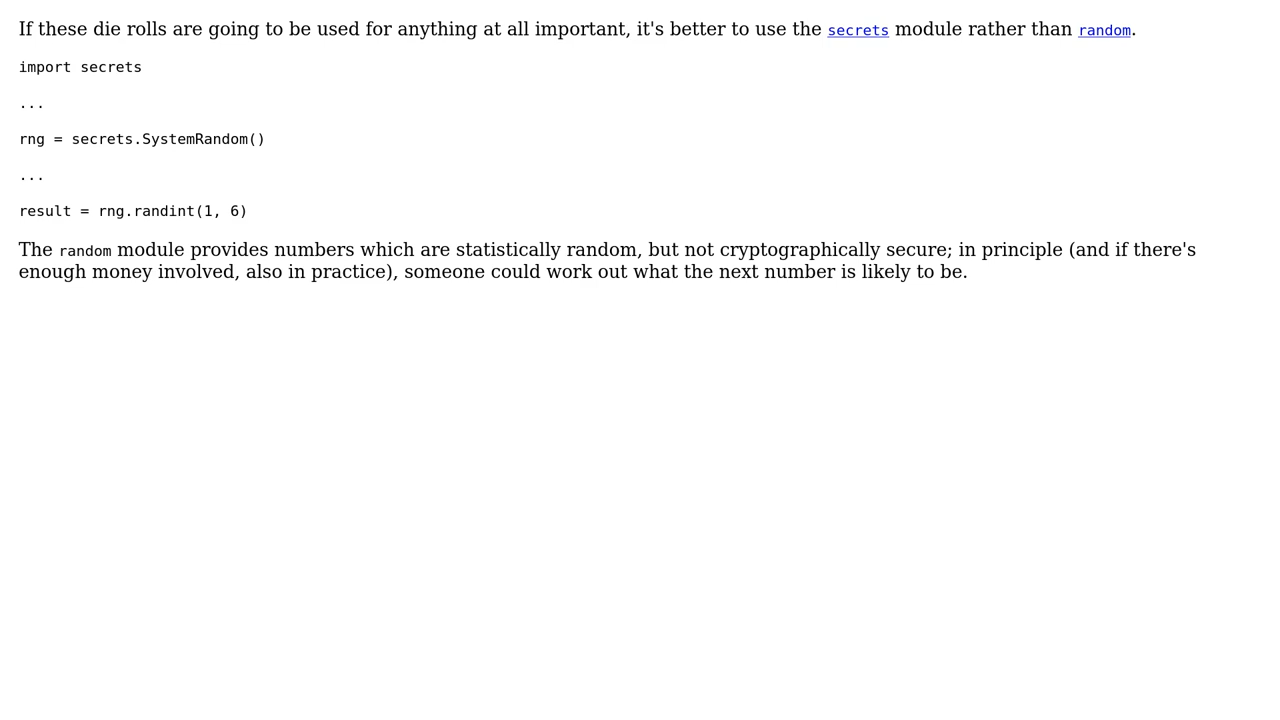 If these die rolls are going to be used for anything at all important, it's better to use the secrets module rather than random.
import secrets
...
rng = secrets.SystemRandom()
...
result = rng.randint(1, 6)
The random module provides numbers which are statistically random, but not cryptographically secure; in principle (and if there's
enough money involved, also in practice), someone could work out what the next number is likely to be.